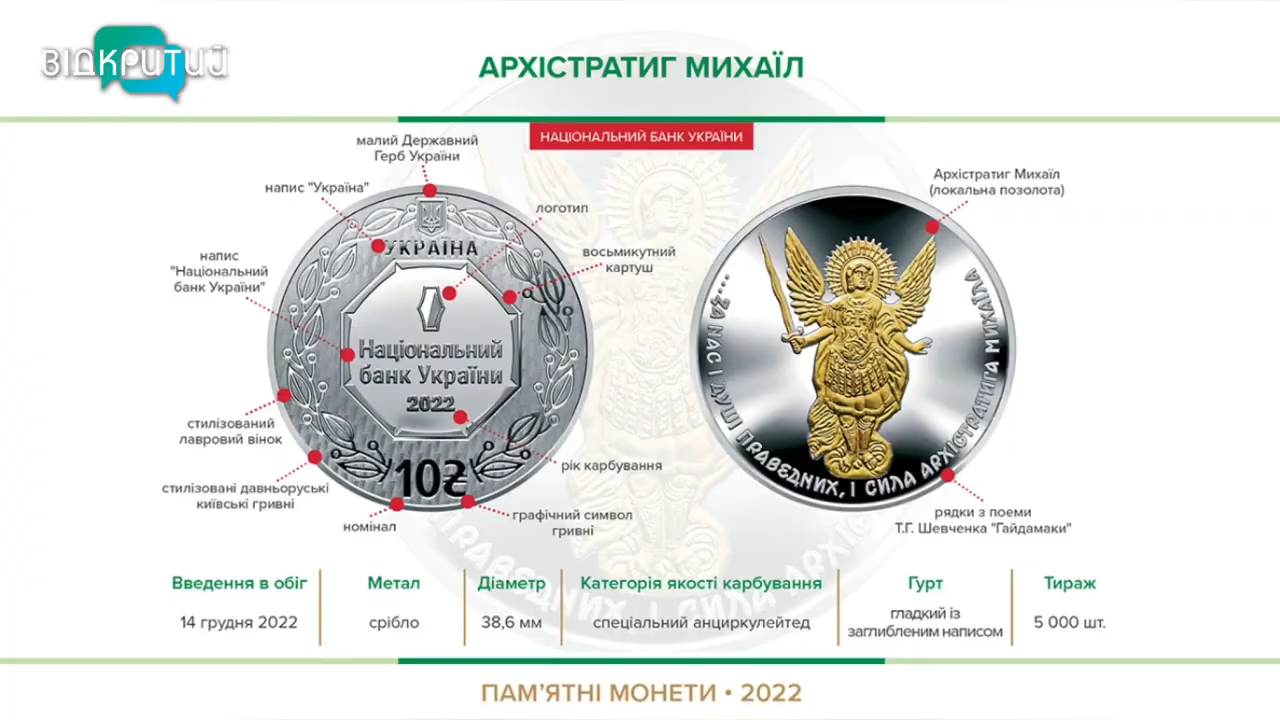 ВІДКРИТИЙ
АРХІСТРАТИГ МИХАЇЛ
НАЦІОНАЛЬНИЙ БАНК УКРАЇНИ
малий Державний
Герб України
напис "Україна"
логотип
напис
"Національний
банк України"
восьмикутний
картуш
стилізований
лавровий вінок
стилізовані давньоруські
київські гривні
номінал
рік карбування
графічний символ
гривні
УКРАЇНА
Національний
банк України
2022
10₴
Архістратиг Михаїл
(локальна позолота)
...ЗА НАС І ДУШІ ПРАВЕДНИХ, І СИЛА АРХІСТРАТИГА МИХАЇЛА
рядки з поеми
Т.Г. Шевченка "Гайдамаки"
Введення в обіг
14 грудня 2022
Метал
срібло
Діаметр
38,6 мм
Категорія якості карбування
спеціальний анциркулейтед
Гурт
гладкий із
заглибленим написом
Тираж
5 000 шт.
ПАМ’ЯТНІ МОНЕТИ • 2022